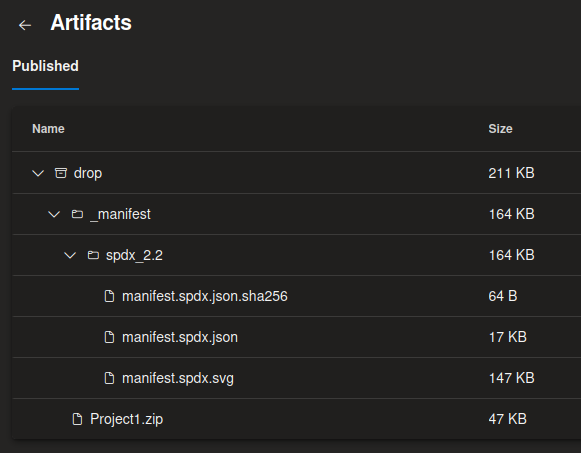 Artifacts
Published
Name Size
drop 211 KB
_manifest 164 KB
spdx_2.2 164 KB
manifest.spdx.json.sha256 64 B
manifest.spdx.json 17 KB
manifest.spdx.svg 147 KB
Project1.zip 47 KB